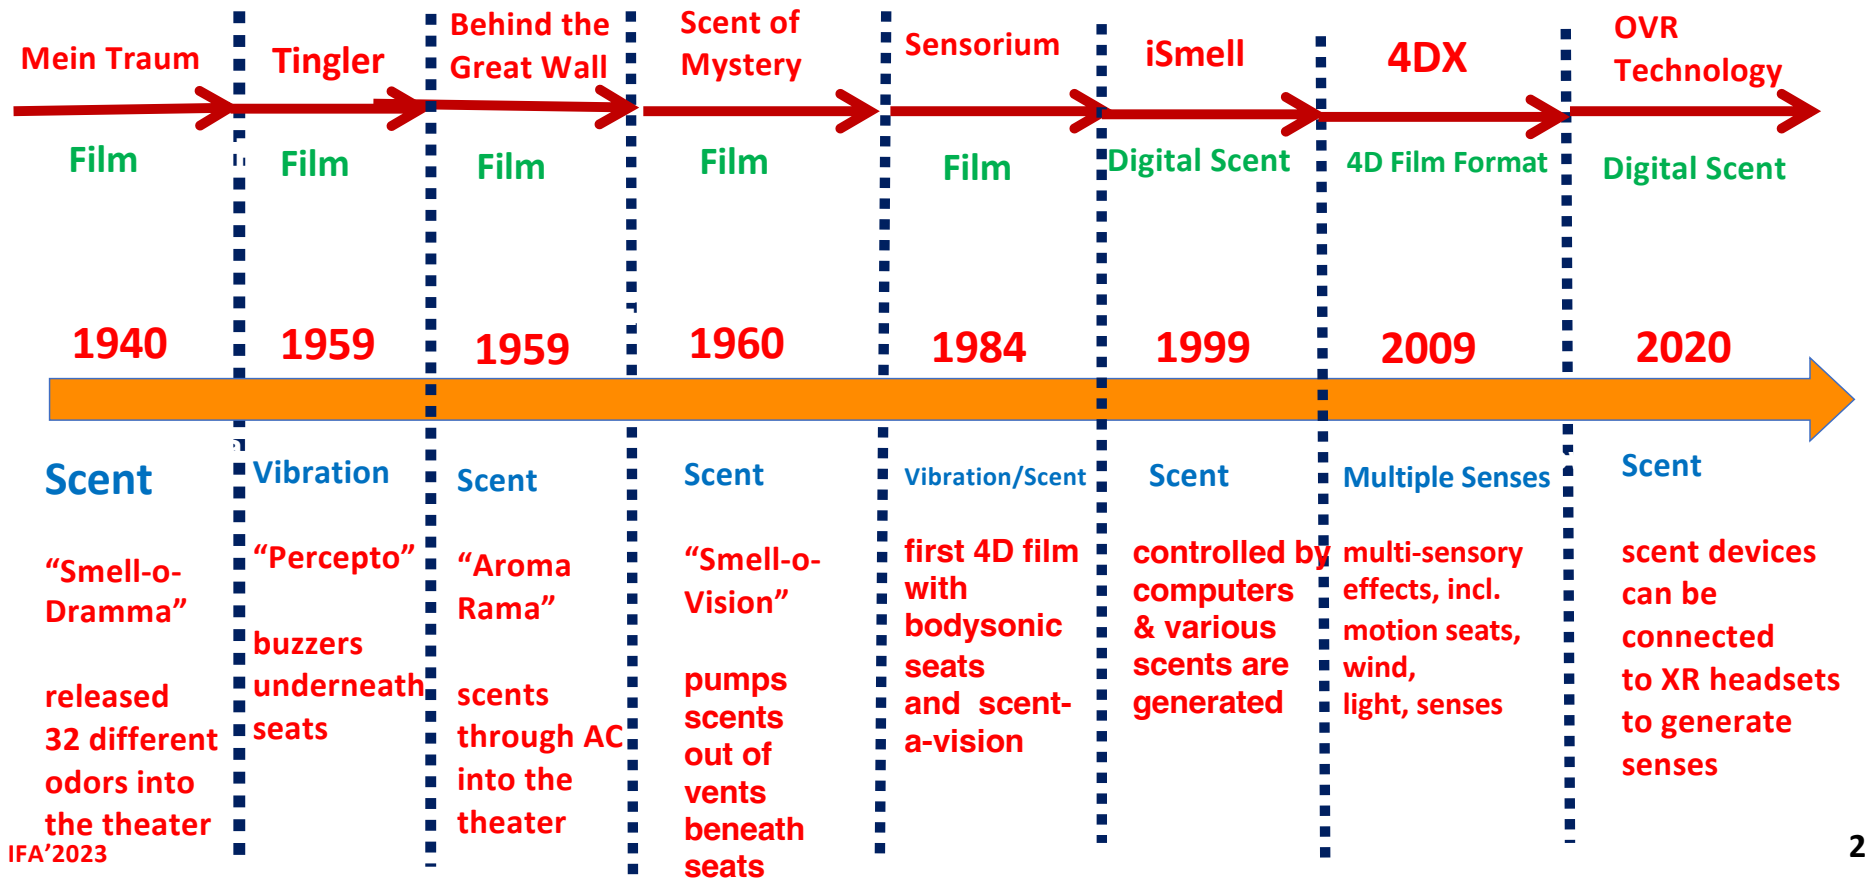 Mein Traum
Film
1940
Scent
“Smell-o-
Dramma”
released
32 different
odors into
the theater
Tingler
Film
1959
Vibration
“Percepto”
buzzers
underneath
seats
Behind the
Great Wall
Film
1959
Scent
“Aroma
Rama”
scents
through AC
into the
theater
Scent of
Mystery
Film
1960
Scent
“Smell-o-
Vision”
pumps
scents
out of
vents
beneath
seats
Sensorium
Film
1984
Vibration/Scent
first 4D film
with
bodysonic
seats
and scent-
a-vision
iSmell
Digital Scent
1999
Scent
controlled by
computers
& various
scents are
generated
4DX
4D Film Format
2009
Multiple Senses
multi-sensory
effects, incl.
motion seats,
wind,
light, senses
OVR
Technology
Digital Scent
2020
Scent
scent devices
can be
connected
to XR headsets
to generate
senses
IFA’2023
2